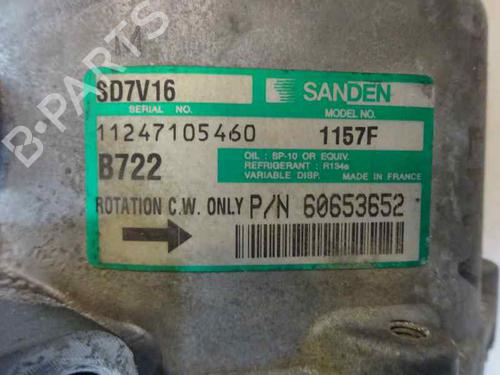 SD7V16
SANDEN
SERIAL NO.
MODEL NO.
11247105460
1157F
B722
OIL : SP-10 OR EQUIV.
REFRIGERANT : R134a
VARIABLE DISP. MADE IN FRANCE
ROTATION C.W. ONLY P/N 60653652
B-PARTS